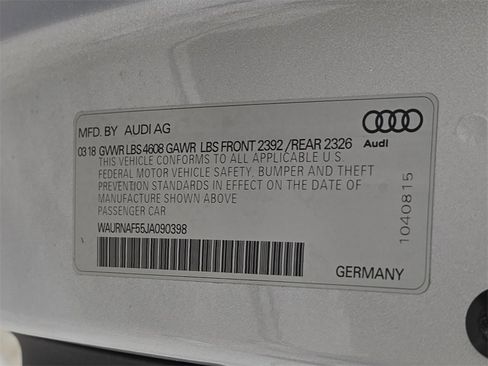 MFD. BY AUDI AG
03 18 GVWR LBS 4608 GAWR LBS FRONT 2392 /REAR 2326
THIS VEHICLE CONFORMS TO ALL APPLICABLE U.S.
FEDERAL MOTOR VEHICLE SAFETY, BUMPER AND THEFT
PREVENTION STANDARDS IN EFFECT ON THE DATE OF
MANUFACTURE SHOWN ABOVE
PASSENGER CAR
WAURNAF55JA090398
GERMANY
Audi
1040815